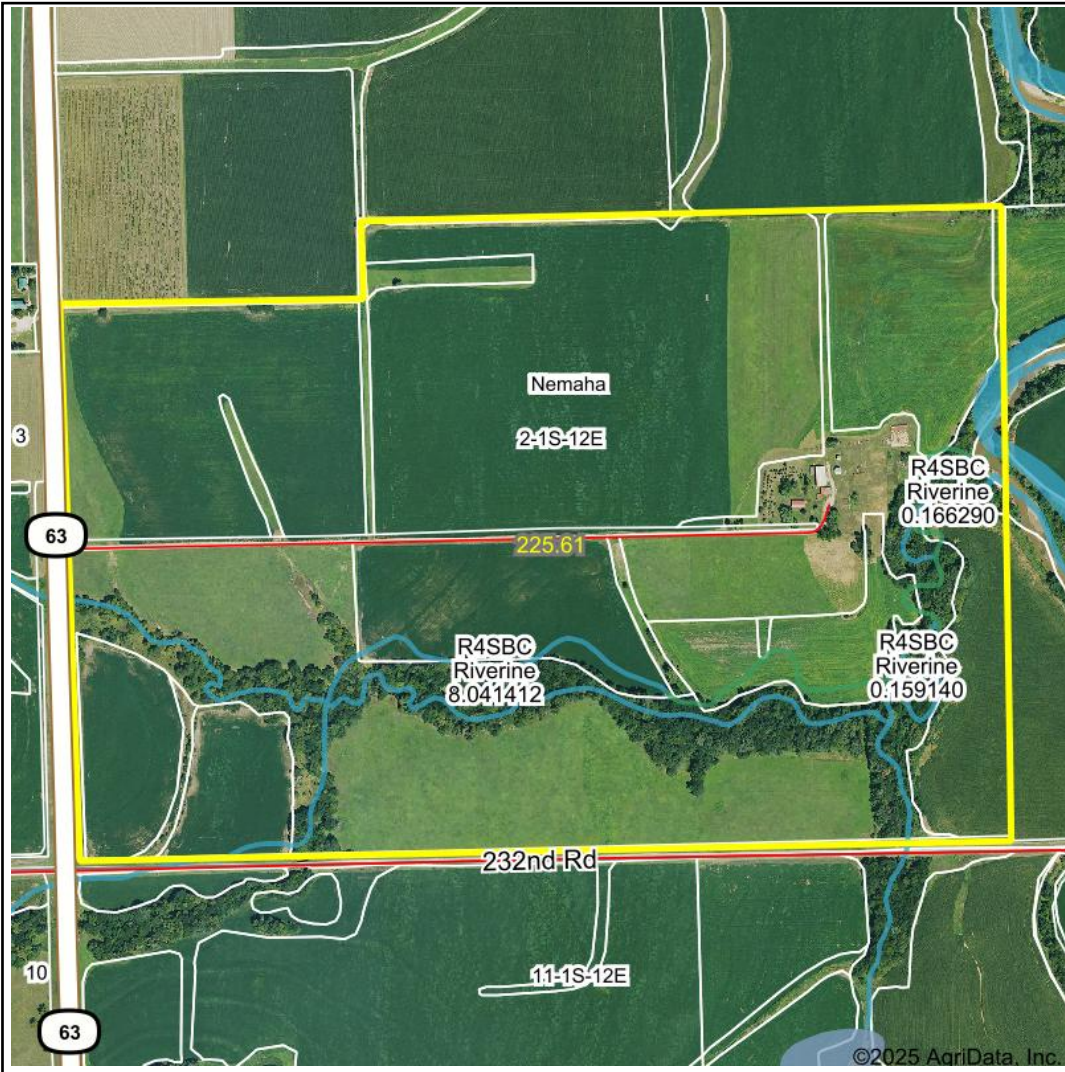 Nemaha
2-1S-12E
3
R4SBC
Riverine
0.166290
63
225.61
R4SBC
Riverine
8.041412
R4SBC
Riverine
0.159140
232nd Rd
10
11-1S-12E
63
©2025 AgriData, Inc.